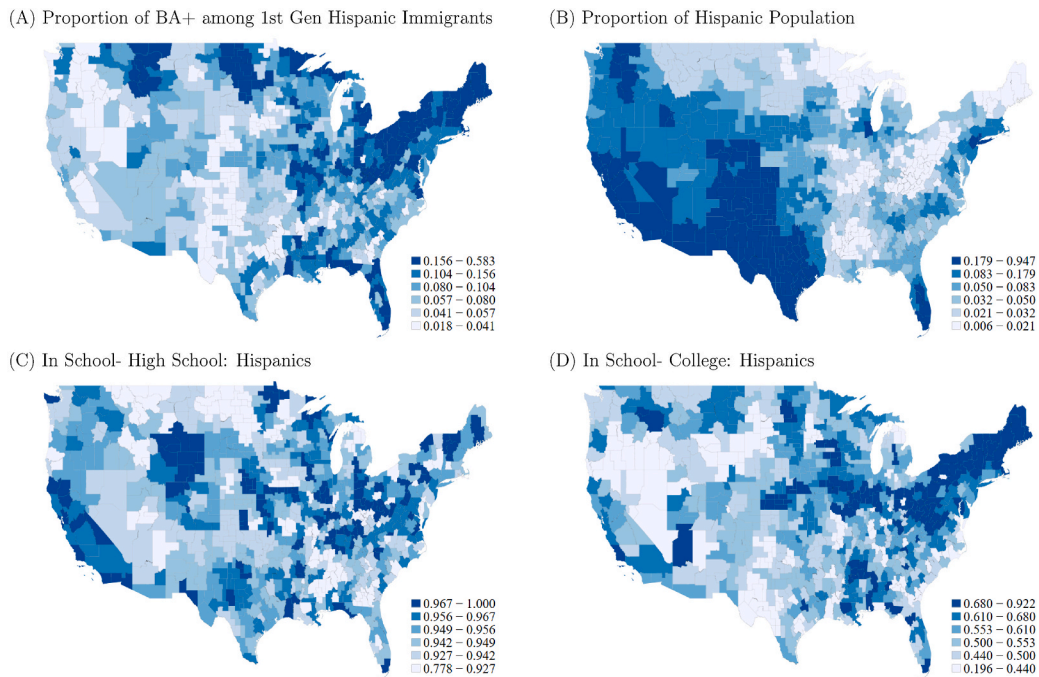 (A) Proportion of BA+ among 1st Gen Hispanic Immigrants
0.156 – 0.583
0.104 – 0.156
0.080 – 0.104
0.057 – 0.080
0.041 – 0.057
0.018 – 0.041
(B) Proportion of Hispanic Population
0.179 – 0.947
0.083 – 0.179
0.050 – 0.083
0.032 – 0.050
0.021 – 0.032
0.006 – 0.021
(C) In School- High School: Hispanics
0.967 – 1.000
0.956 – 0.967
0.949 – 0.956
0.942 – 0.949
0.927 – 0.942
0.778 – 0.927
(D) In School- College: Hispanics
0.680 – 0.922
0.610 – 0.680
0.553 – 0.610
0.500 – 0.553
0.440 – 0.500
0.196 – 0.440